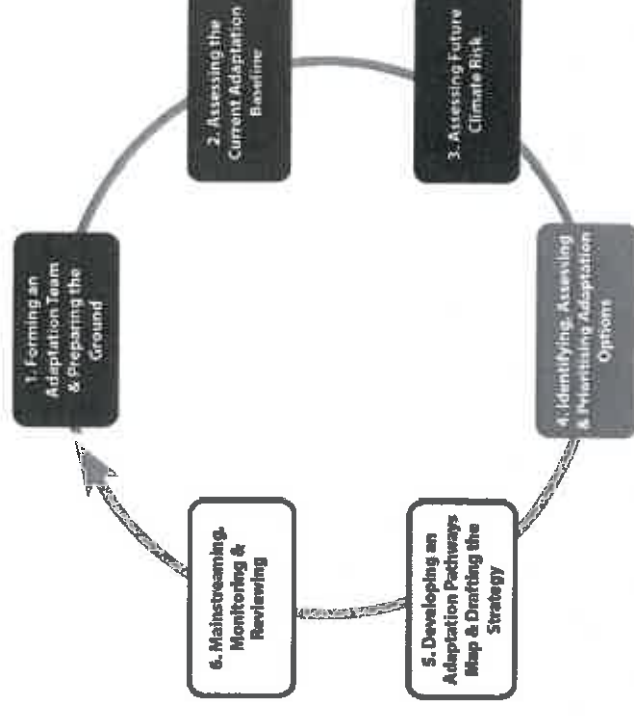 1. Forming an
Adaptation Team
& Preparing the
Ground
2. Assessing the
Current Adaptation
Baseline
3. Assessing Future
Climate Risk
4. Identifying, Assessing
& Prioritising Adaptation
Options
5. Developing an
Adaptation Pathways
Map & Drafting the
Strategy
6. Mainstreaming,
Monitoring &
Reviewing